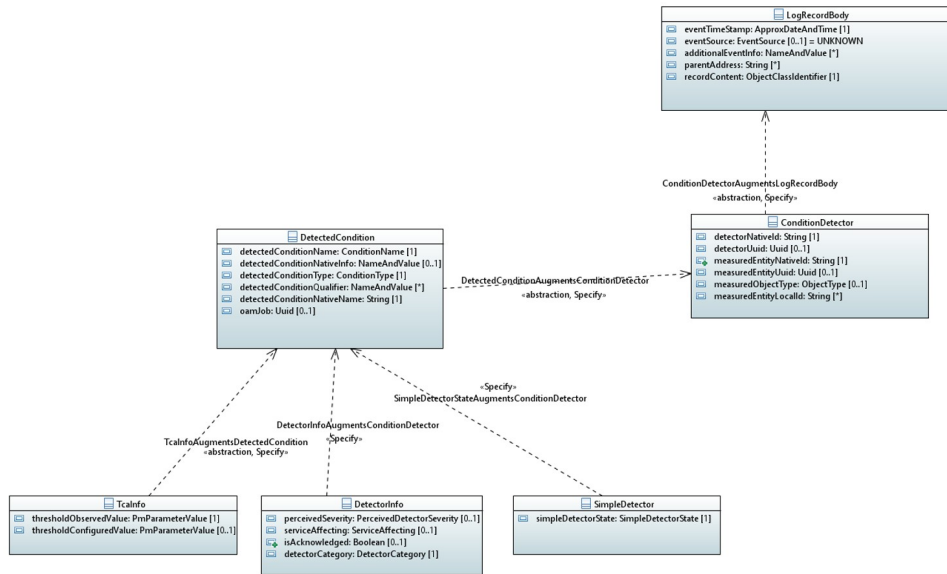 LogRecordBody
eventTimeStamp: ApproxDateAndTime [1]
eventSource: EventSource [0..1] = UNKNOWN
additionalEventInfo: NameAndValue [*]
parentAddress: String [*]
recordContent: ObjectClassIdentifier [1]
ConditionDetectorAugmentsLogRecordBody
«abstraction, Specify»
ConditionDetector
detectorNativeId: String [1]
detectorUuid: Uuid [0..1]
measuredEntityNativeId: String [1]
measuredEntityUuid: Uuid [0..1]
measuredObjectType: ObjectType [0..1]
measuredEntityLocalId: String [*]
DetectedCondition
detectedConditionName: ConditionName [1]
detectedConditionNativeInfo: NameAndValue [0..1]
detectedConditionType: ConditionType [1]
detectedConditionQualifier: NameAndValue [*]
detectedConditionNativeName: String [1]
oamJob: Uuid [0..1]
DetectedConditionAugmentsConditionDetector
«abstraction, Specify»
«Specify»
SimpleDetectorStateAugmentsConditionDetector
DetectorInfoAugmentsConditionDetector
«Specify»
TcaInfoAugmentsDetectedCondition
«abstraction, Specify»
TcaInfo
thresholdObservedValue: PmParameterValue [1]
thresholdConfiguredValue: PmParameterValue [0..1]
DetectorInfo
perceivedSeverity: PerceivedDetectorSeverity [0..1]
serviceAffecting: ServiceAffecting [0..1]
isAcknowledged: Boolean [0..1]
detectorCategory: DetectorCategory [1]
SimpleDetector
simpleDetectorState: SimpleDetectorState [1]